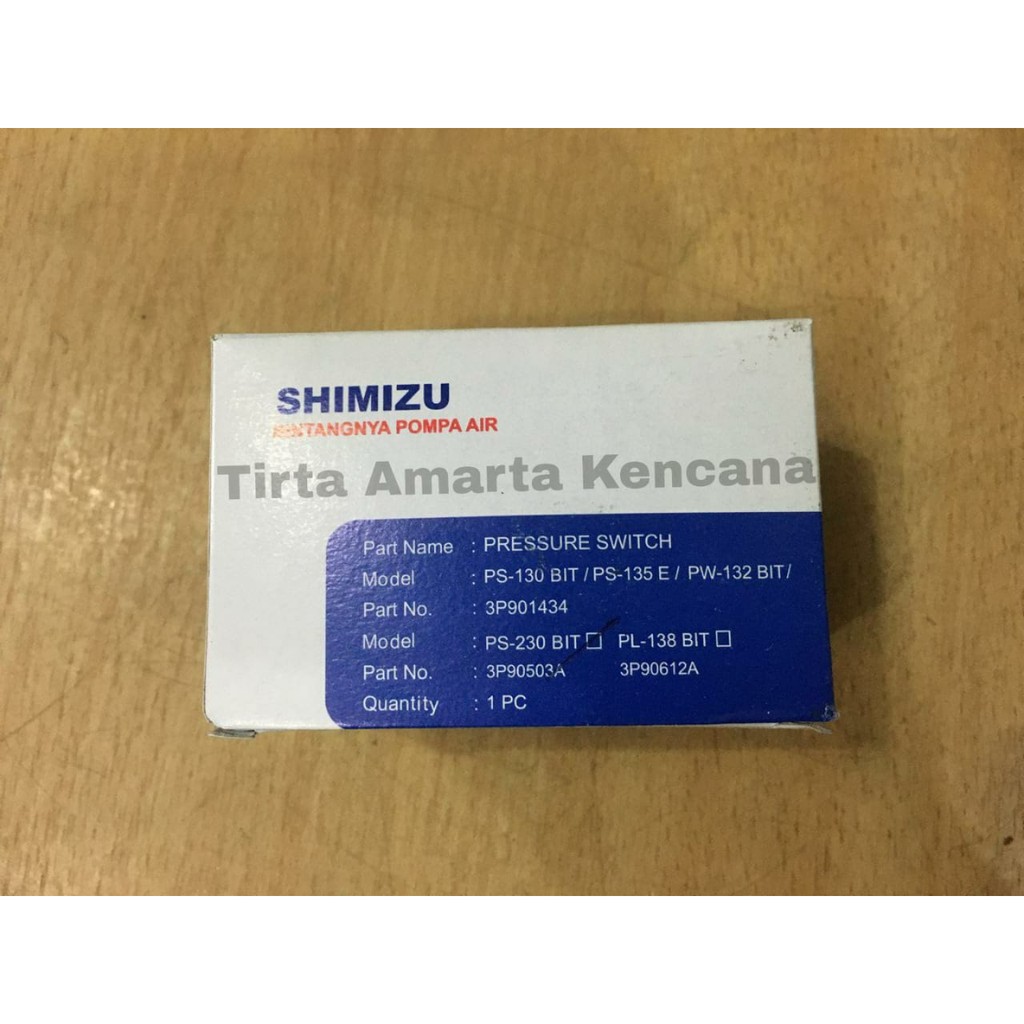 SHIMIZU
BINTANGNYA POMPA AIR
Tirta Amarta Kencana
Part Name : PRESSURE SWITCH
Model : PS-130 BIT / PS-135 E / PW-132 BIT /
Part No. : 3P901434
Model : PS-230 BIT ☐ PL-138 BIT ☐
Part No. : 3P90503A 3P90612A
Quantity : 1 PC